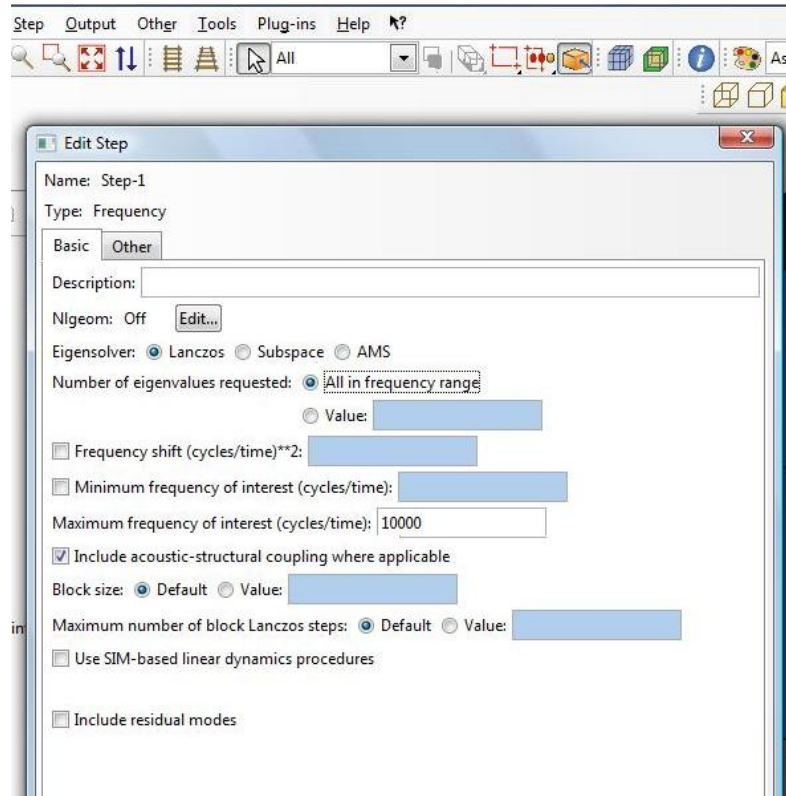 Step Output Other Tools Plug-ins Help
All
As
Edit Step
Name: Step-1
Type: Frequency
Basic Other
Description:
Nlgeom: Off Edit...
Eigensolver: Lanczos Subspace AMS
Number of eigenvalues requested: All in frequency range
Value:
Frequency shift (cycles/time)**2:
Minimum frequency of interest (cycles/time):
Maximum frequency of interest (cycles/time): 10000
Include acoustic-structural coupling where applicable
Block size: Default Value:
in
Maximum number of block Lanczos steps: Default Value:
Use SIM-based linear dynamics procedures
Include residual modes